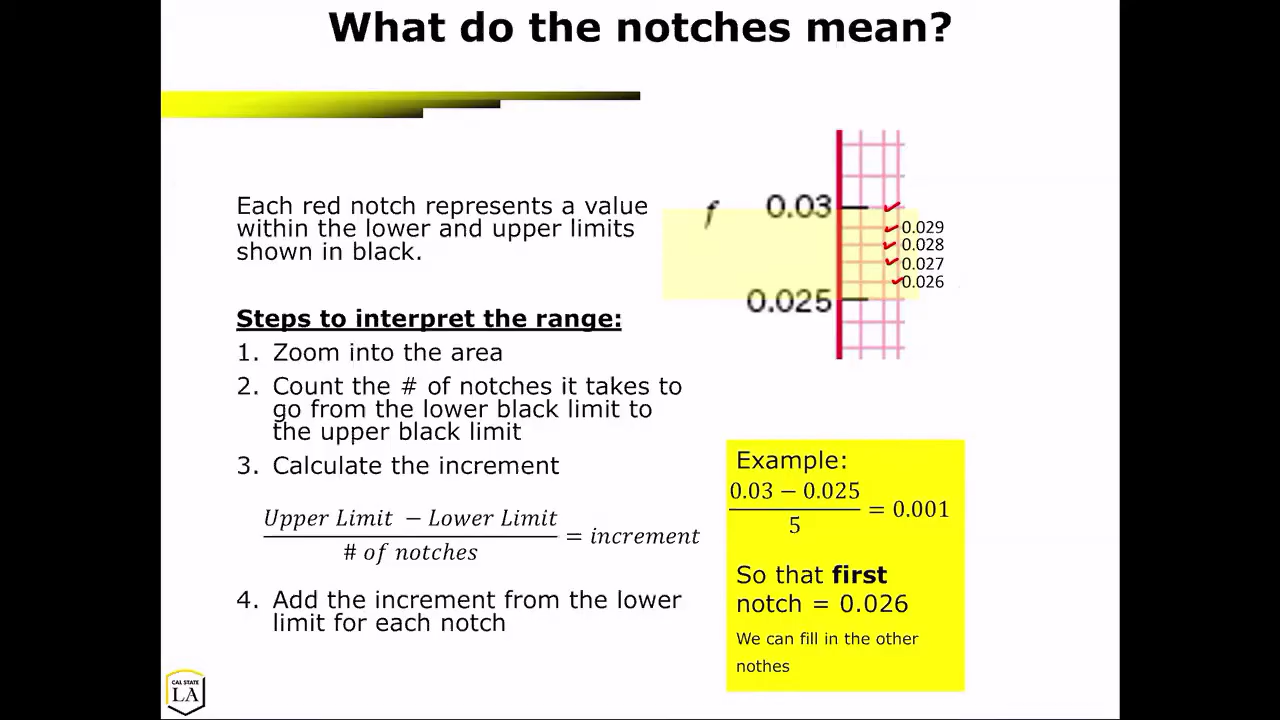 What do the notches mean?
Each red notch represents a value
within the lower and upper limits
shown in black.
f
0.03
0.029
0.028
0.027
0.026
0.025
Steps to interpret the range:
1. Zoom into the area
2. Count the # of notches it takes to
go from the lower black limit to
the upper black limit
3. Calculate the increment
Upper Limit − Lower Limit
# of notches
= increment
4. Add the increment from the lower
limit for each notch
Example:
0.03 − 0.025
5
= 0.001
So that first
notch = 0.026
We can fill in the other
nothes
CAL STATE
LA